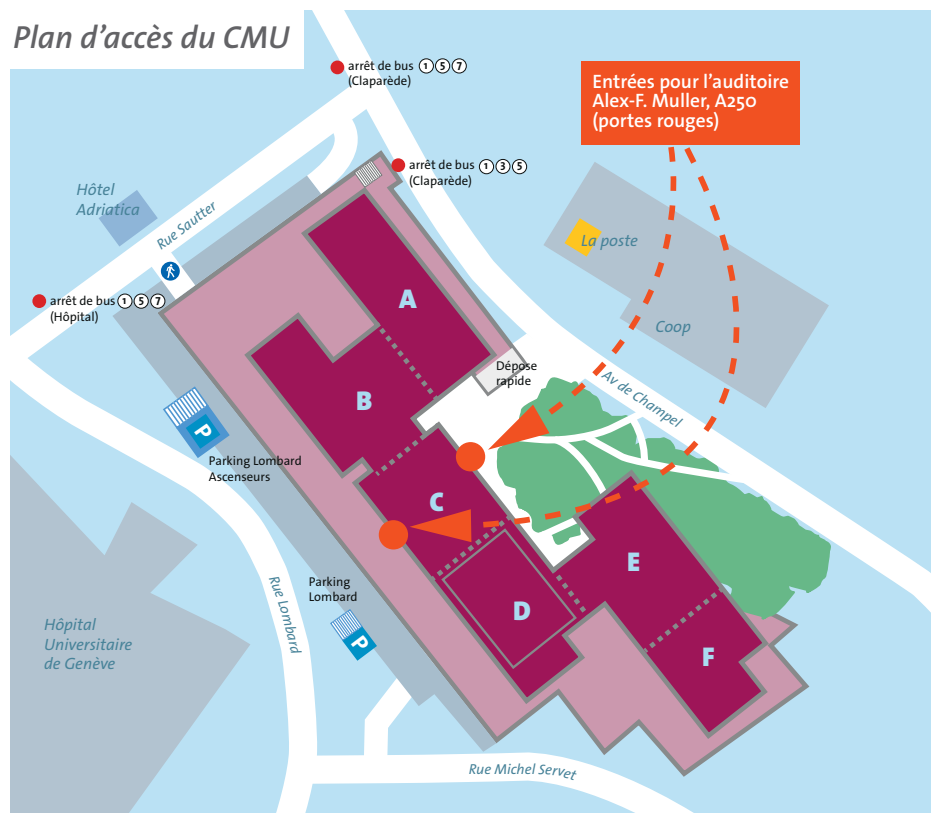 Plan d'accès du CMU
arrêt de bus 1 5 7
(Claparède)
Entrées pour l'auditoire
Alex-F. Muller, A250
(portes rouges)
arrêt de bus 1 3 5
(Claparède)
Hôtel
Adriatica
Rue Sautter
La poste
arrêt de bus 1 5 7
(Hôpital)
A
Coop
Dépose
rapide
Av de Champel
B
P
Parking Lombard
Ascenseurs
C
E
Parking
Lombard
P
Rue Lombard
D
Hôpital
Universitaire
de Genève
F
Rue Michel Servet